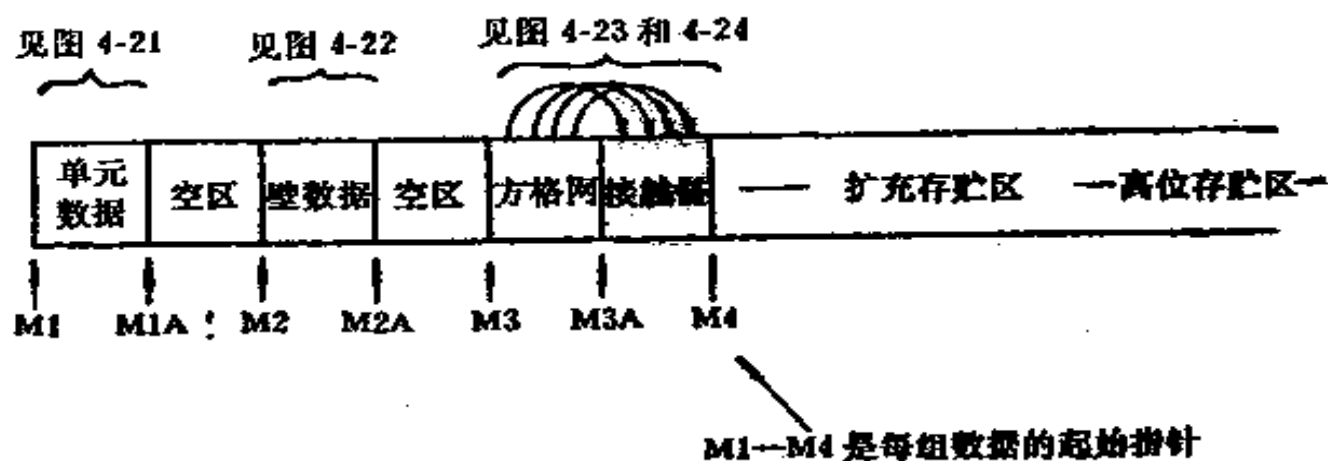 见图 4-21
见图 4-22
见图 4-23 和 4-24
单元
数据
空区
壁数据
空区
方格网
接触
扩充存贮区
高位存贮区
M1
M1A
M2
M2A
M3
M3A
M4
M1—M4 是每组数据的起始指针